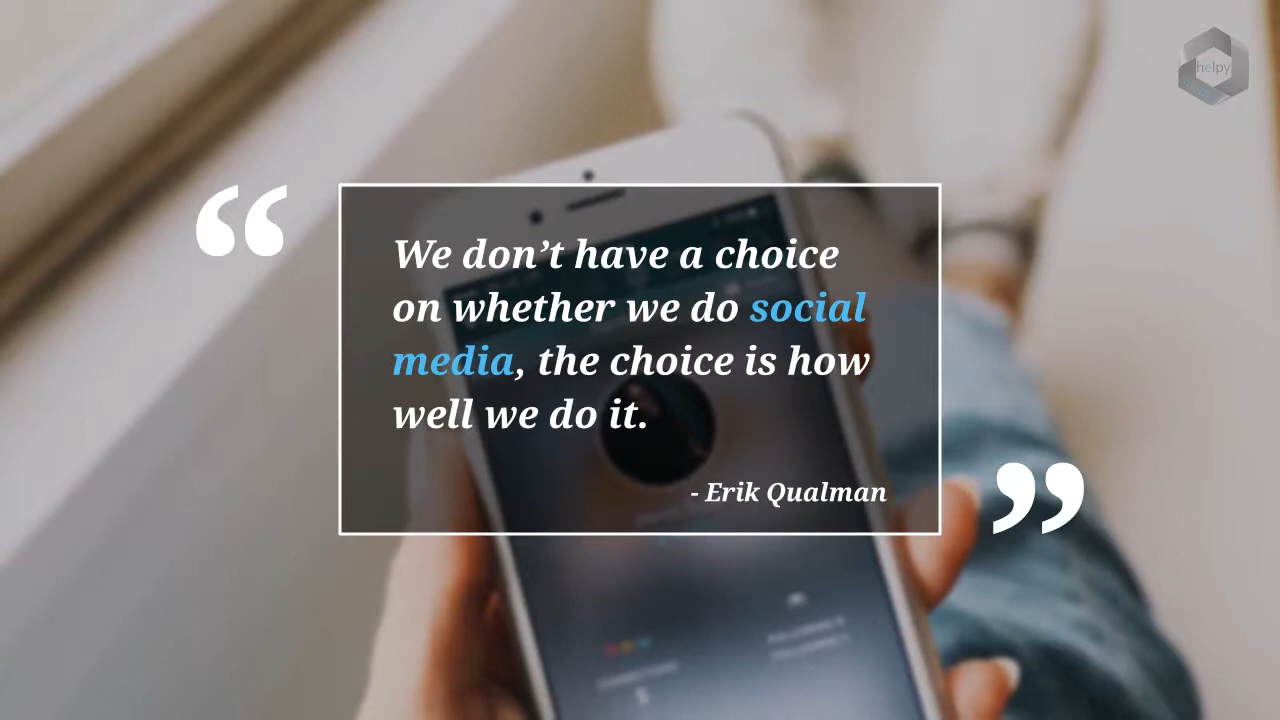 helpy
“
We don’t have a choice
on whether we do social
media, the choice is how
well we do it.
- Erik Qualman
”